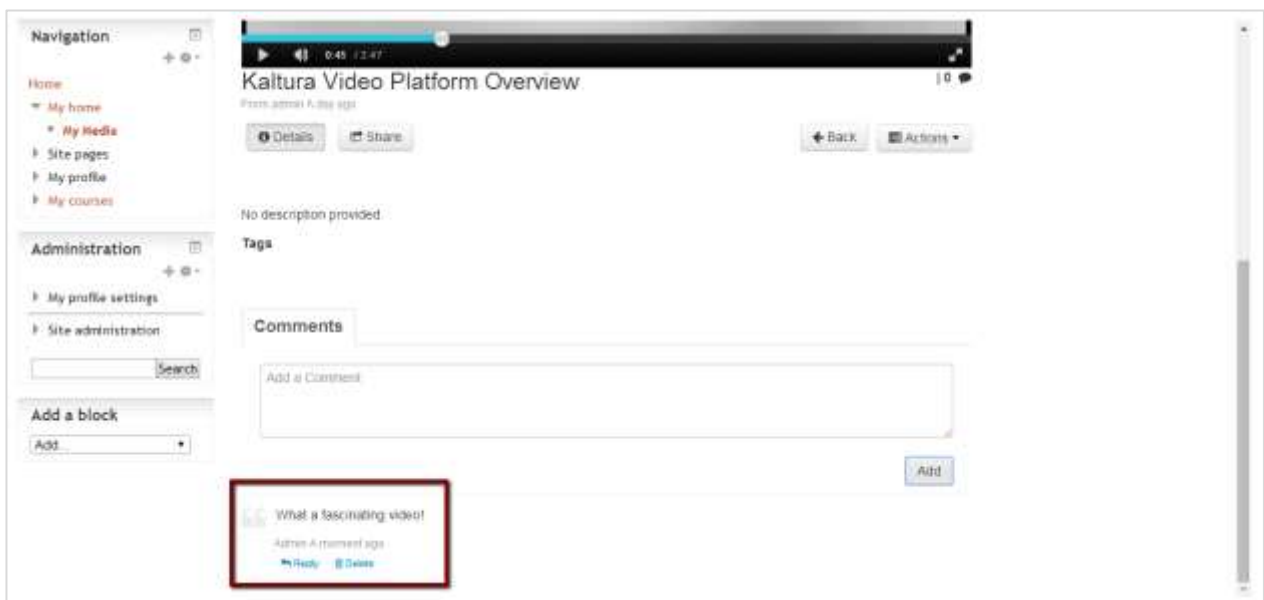 Navigation
Home
My home
My Media
Site pages
My profile
My courses
Administration
My profile settings
Site administration
Search
Add a block
Add...
0:45 / 2:47
Kaltura Video Platform Overview
| 0
From admin A day ago
Details
Share
Back
Actions
No description provided
Tags
Comments
Add a Comment
Add
What a fascinating video!
Admin A moment ago
Reply
Delete